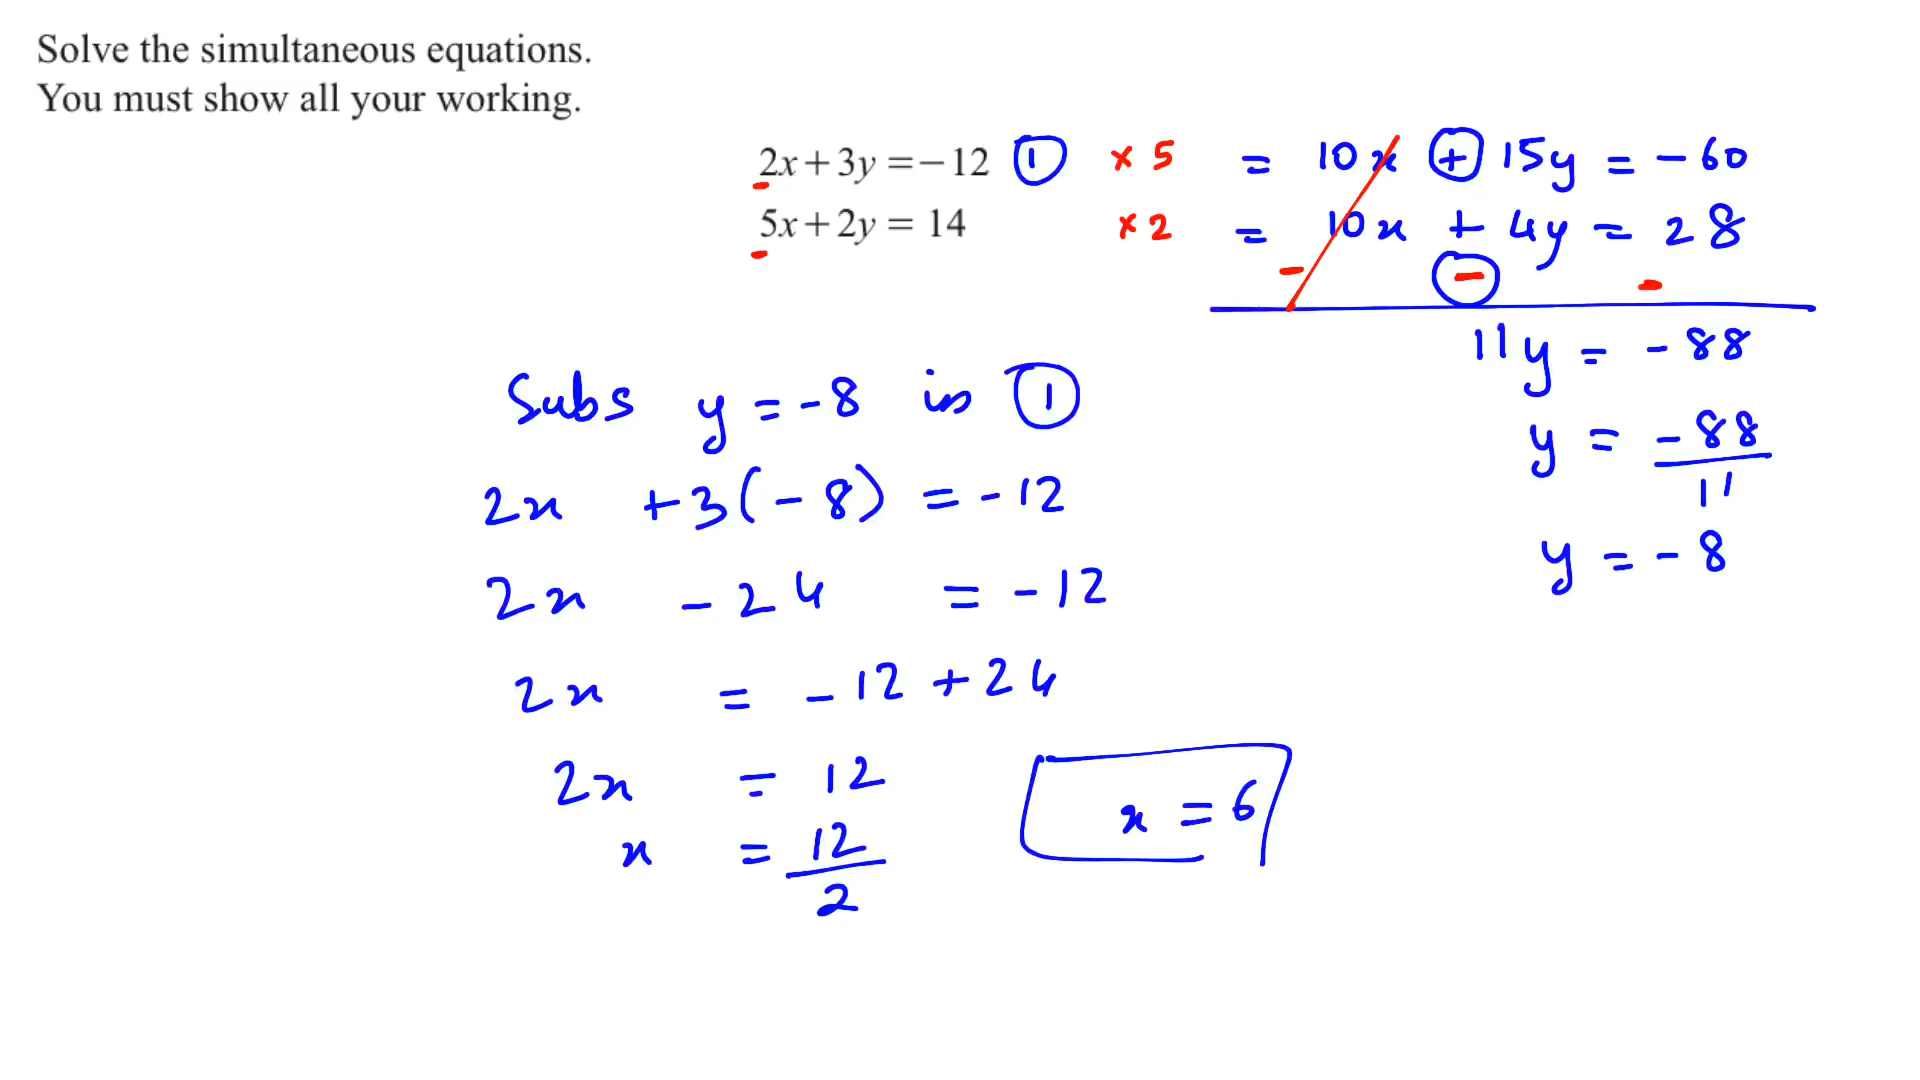 Solve the simultaneous equations.
You must show all your working.
2x+3y=−12 ① ×5 = 10x + 15y = −60
5x+2y= 14 ×2 = 10x + 4y = 28
− − −
11y = −88
y = −88/11
y = −8
Subs y = −8 in ①
2x +3(−8) = −12
2x −24 = −12
2x = −12 +24
2x = 12
x = 12/2
x = 6